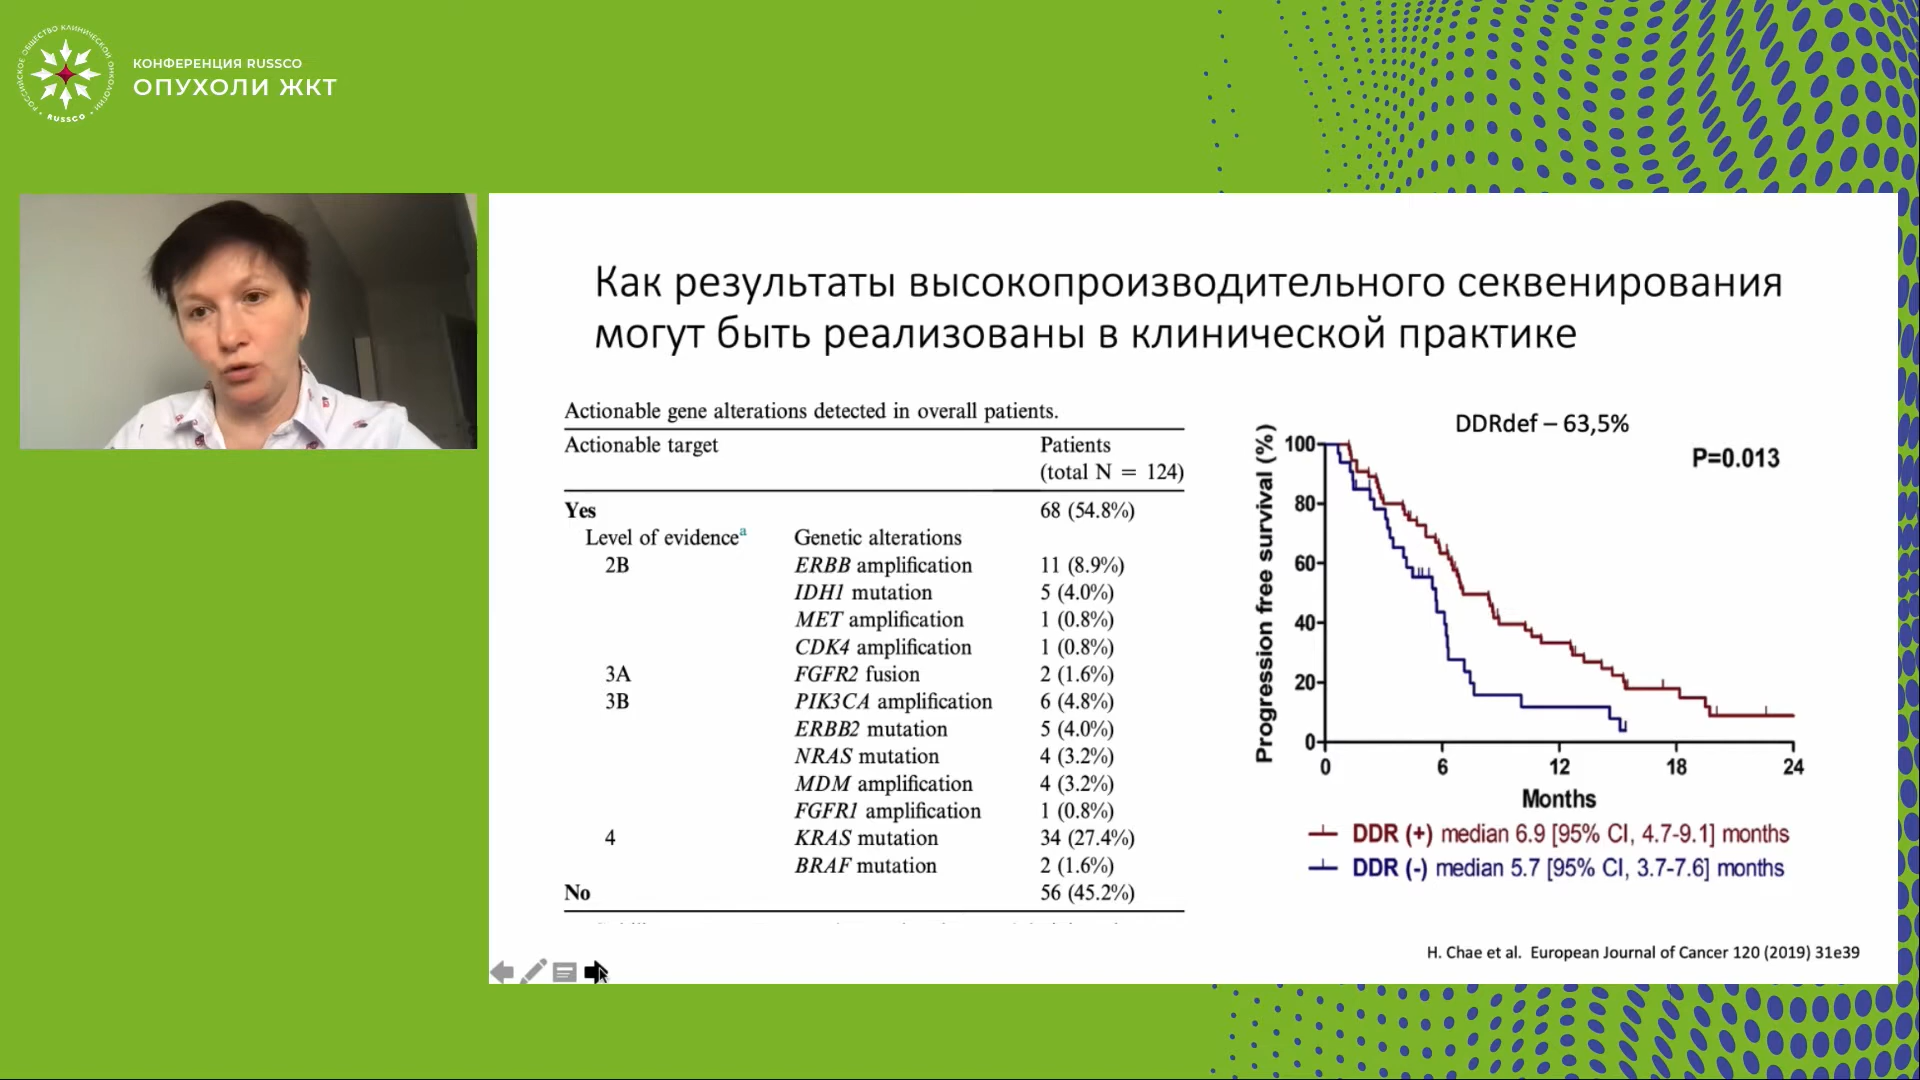 РОССИЙСКОЕ ОБЩЕСТВО КЛИНИЧЕСКОЙ ОНКОЛОГИИ
• RUSSCO •
КОНФЕРЕНЦИЯ RUSSCO
ОПУХОЛИ ЖКТ
Как результаты высокопроизводительного секвенирования
могут быть реализованы в клинической практике
Actionable gene alterations detected in overall patients.
Actionable target Patients
(total N = 124)
Yes 68 (54.8%)
Level of evidenceᵃ Genetic alterations
2B ERBB amplification 11 (8.9%)
IDH1 mutation 5 (4.0%)
MET amplification 1 (0.8%)
CDK4 amplification 1 (0.8%)
3A FGFR2 fusion 2 (1.6%)
3B PIK3CA amplification 6 (4.8%)
ERBB2 mutation 5 (4.0%)
NRAS mutation 4 (3.2%)
MDM amplification 4 (3.2%)
FGFR1 amplification 1 (0.8%)
4 KRAS mutation 34 (27.4%)
BRAF mutation 2 (1.6%)
No 56 (45.2%)
DDRdef – 63,5%
P=0.013
Progression free survival (%)
100
80
60
40
20
0
0 6 12 18 24
Months
DDR (+) median 6.9 [95% CI, 4.7-9.1] months
DDR (-) median 5.7 [95% CI, 3.7-7.6] months
H. Chae et al. European Journal of Cancer 120 (2019) 31e39